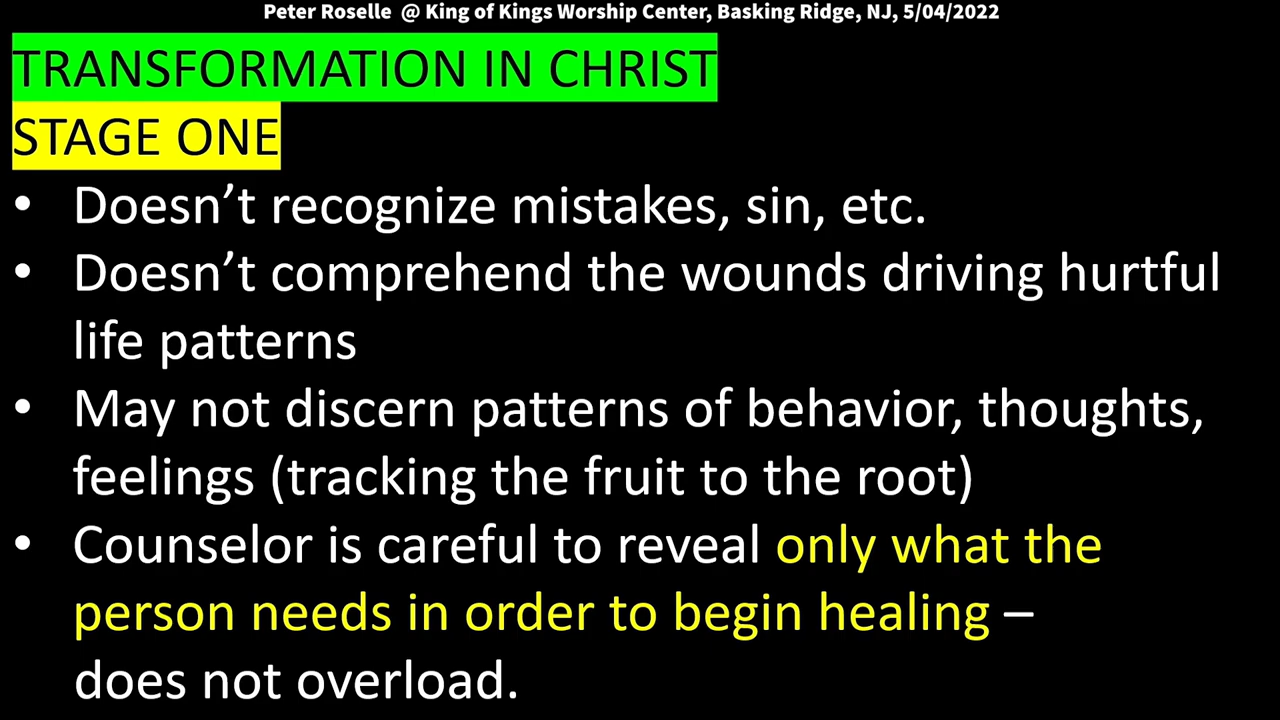 Peter Roselle @ King of Kings Worship Center, Basking Ridge, NJ, 5/04/2022
TRANSFORMATION IN CHRIST
STAGE ONE
• Doesn’t recognize mistakes, sin, etc.
• Doesn’t comprehend the wounds driving hurtful
life patterns
• May not discern patterns of behavior, thoughts,
feelings (tracking the fruit to the root)
• Counselor is careful to reveal only what the
person needs in order to begin healing –
does not overload.